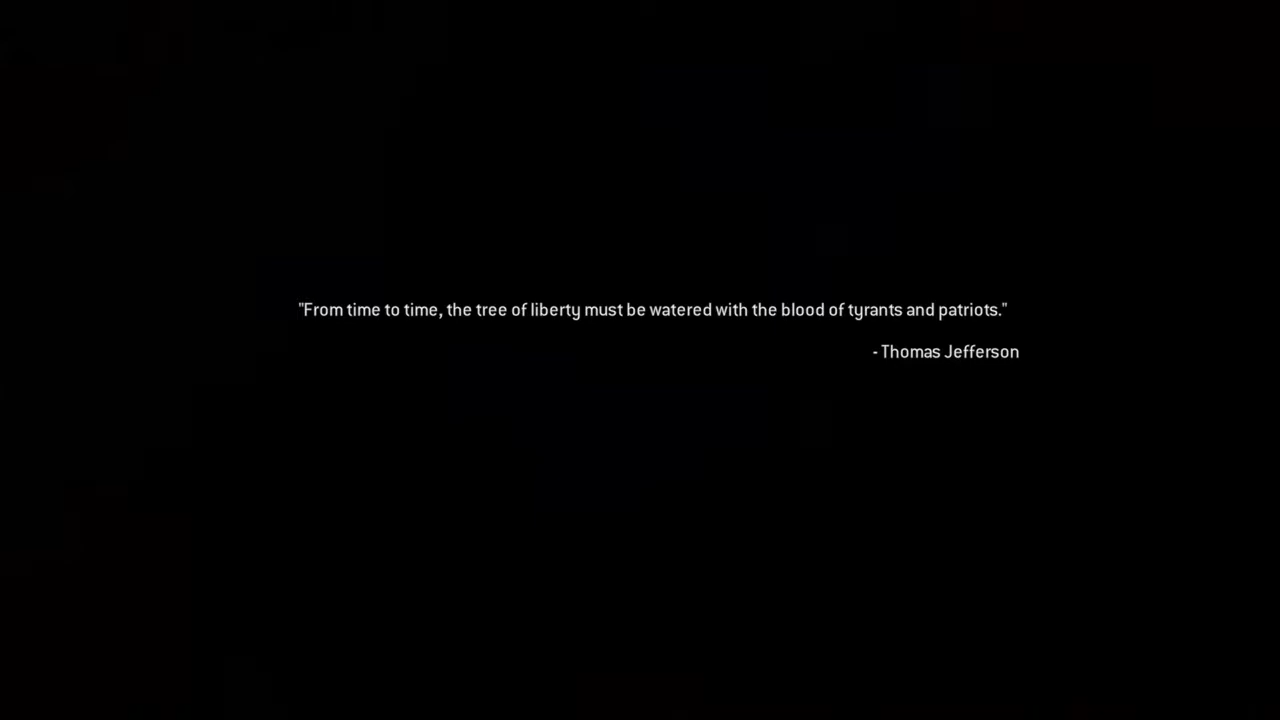 "From time to time, the tree of liberty must be watered with the blood of tyrants and patriots."
- Thomas Jefferson